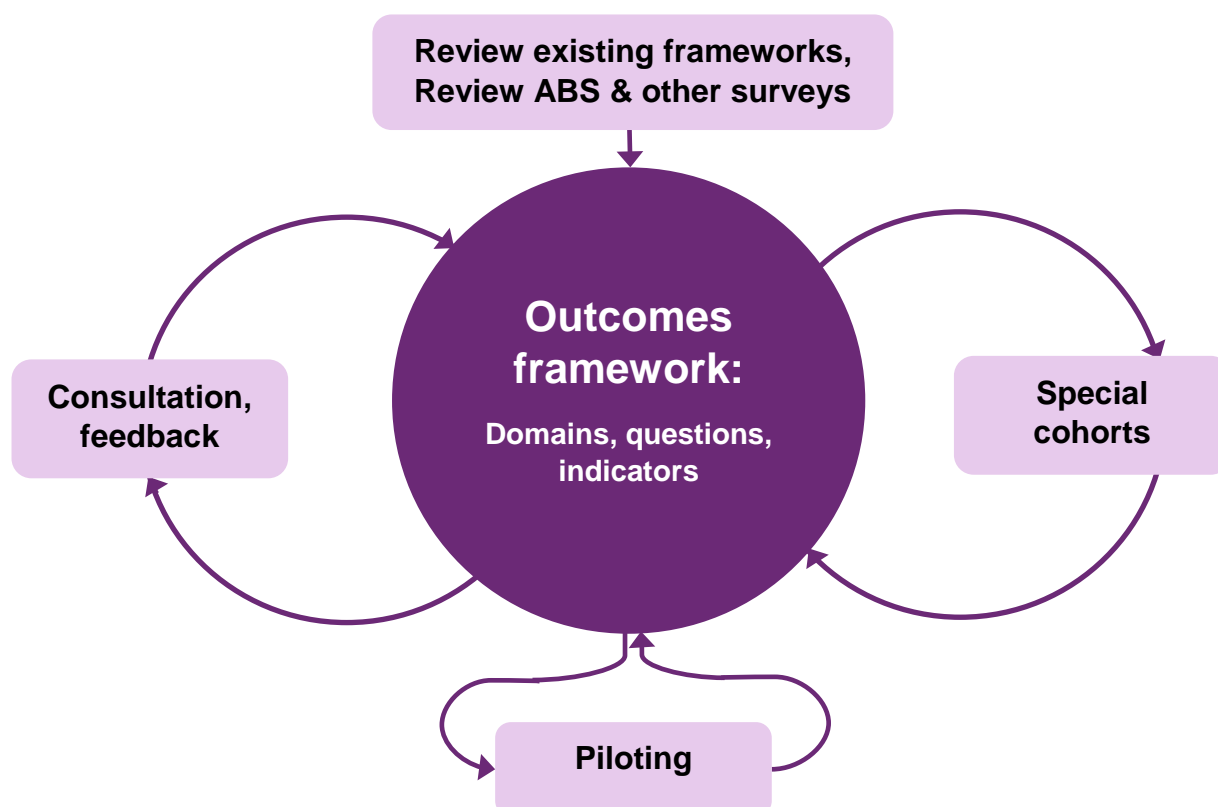 Review existing frameworks,
Review ABS & other surveys
Outcomes
framework:
Domains, questions,
indicators
Consultation,
feedback
Special
cohorts
Piloting